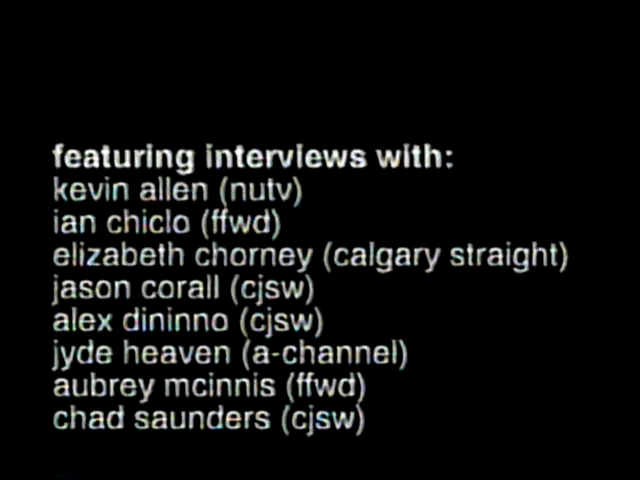 featuring interviews with:
kevin allen (nutv)
ian chiclo (ffwd)
elizabeth chorney (calgary straight)
jason corall (cjsw)
alex dininno (cjsw)
jyde heaven (a-channel)
aubrey mcinnis (ffwd)
chad saunders (cjsw)